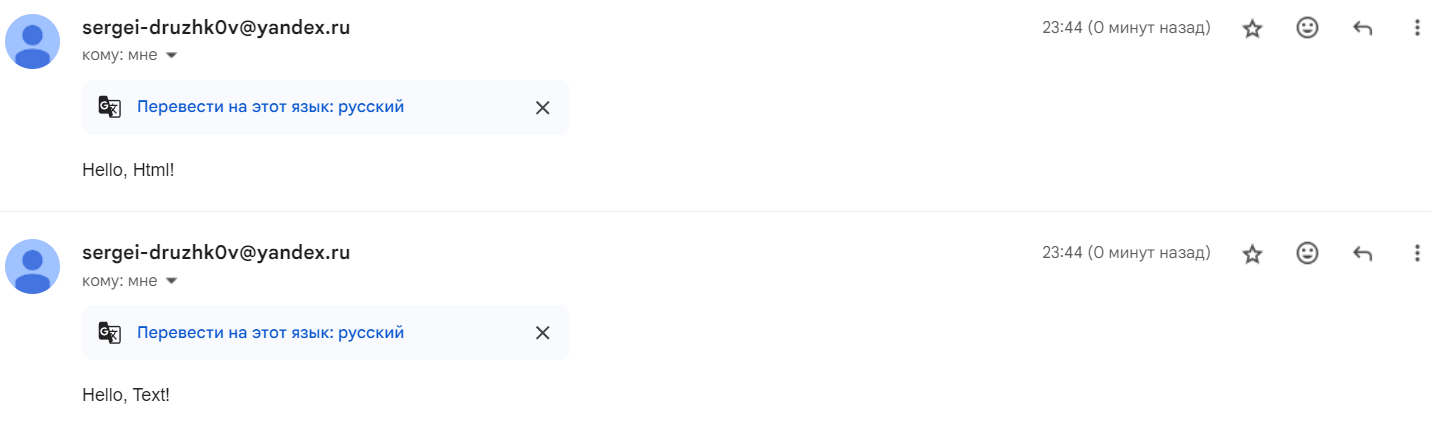 sergei-druzhk0v@yandex.ru 23:44 (0 минут назад)
кому: мне
Перевести на этот язык: русский
Hello, Html!
sergei-druzhk0v@yandex.ru 23:44 (0 минут назад)
кому: мне
Перевести на этот язык: русский
Hello, Text!